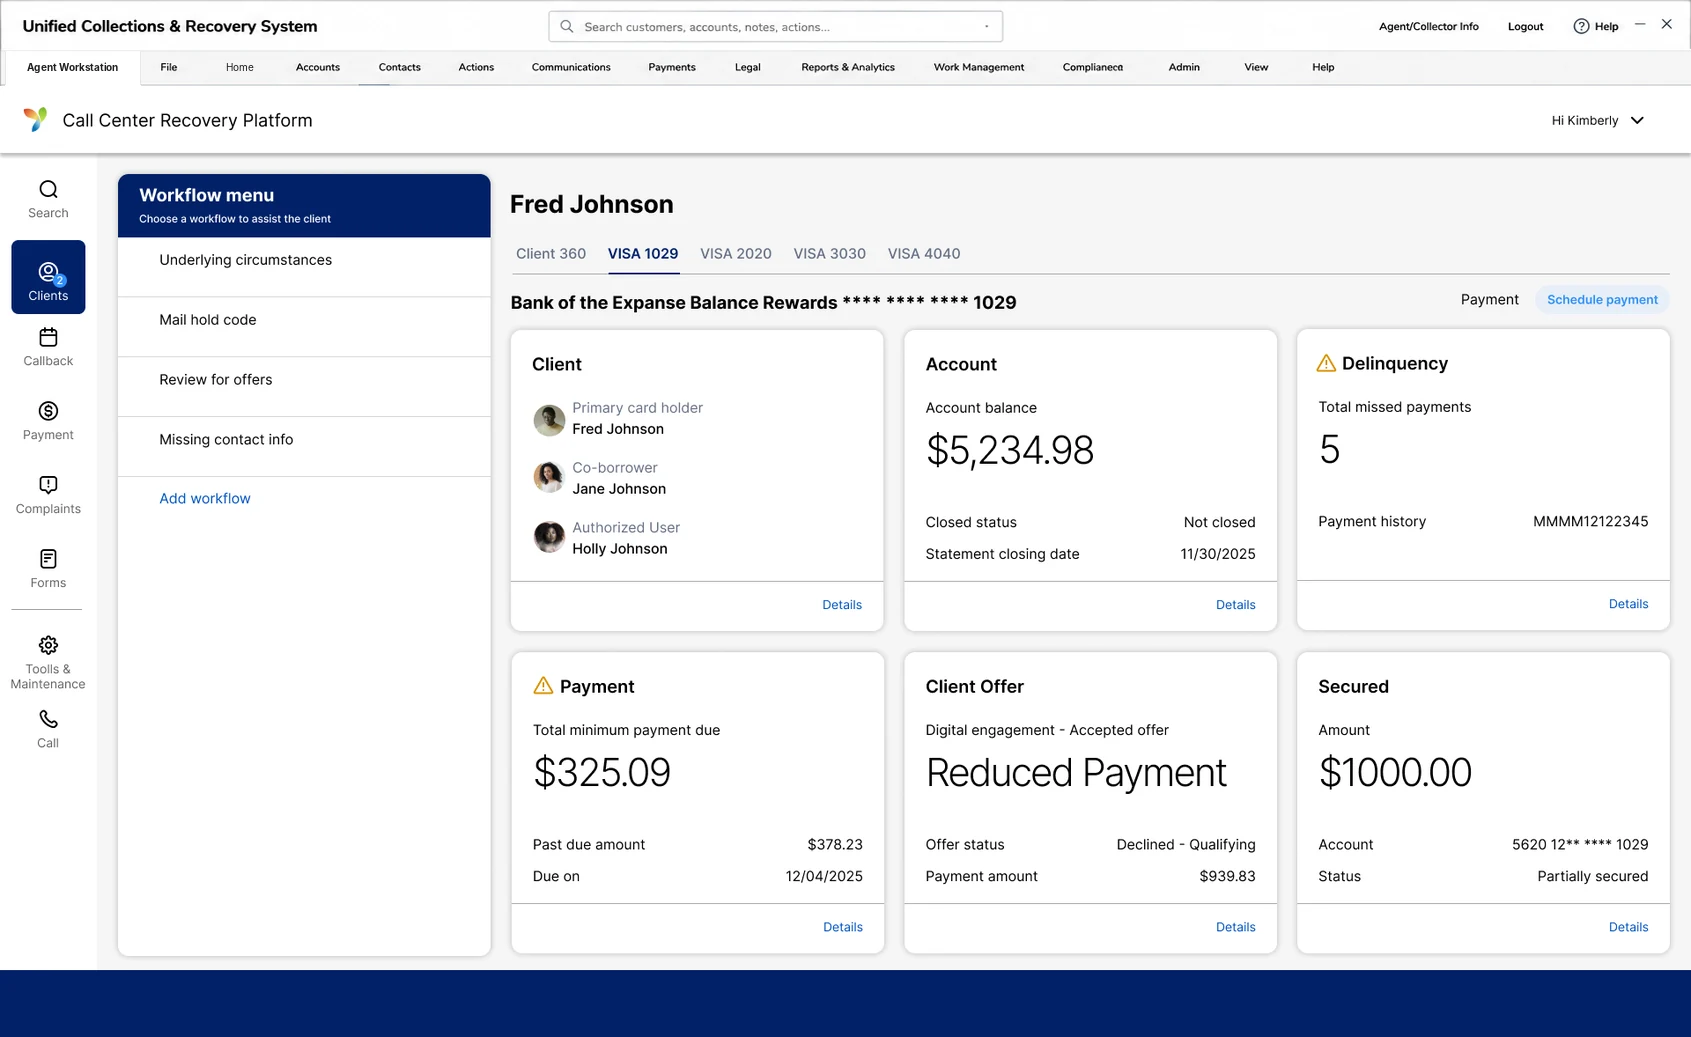 Unified Collections & Recovery System
Search customers, accounts, notes, actions...
Agent/Collector Info
Logout
Help
Agent Workstation
File
Home
Accounts
Contacts
Actions
Communications
Payments
Legal
Reports & Analytics
Work Management
Complianeca
Admin
View
Help
Call Center Recovery Platform
Hi Kimberly
Search
2
Clients
Callback
Payment
Complaints
Forms
Toolls &
Maintenance
Call
Workflow menu
Choose a workflow to assist the client
Underlying circumstances
Mail hold code
Review for offers
Missing contact info
Add workflow
Fred Johnson
Client 360
VISA 1029
VISA 2020
VISA 3030
VISA 4040
Bank of the Expanse Balance Rewards **** **** **** 1029
Payment
Schedule payment
Client
Primary card holder
Fred Johnson
Co-borrower
Jane Johnson
Authorized User
Holly Johnson
Details
Account
Account balance
$5,234.98
Closed status Not closed
Statement closing date 11/30/2025
Details
Delinquency
Total missed payments
5
Payment history MMMM12122345
Details
Payment
Total minimum payment due
$325.09
Past due amount $378.23
Due on 12/04/2025
Details
Client Offer
Digital engagement - Accepted offer
Reduced Payment
Offer status Declined - Qualifying
Payment amount $939.83
Details
Secured
Amount
$1000.00
Account 5620 12** **** 1029
Status Partially secured
Details